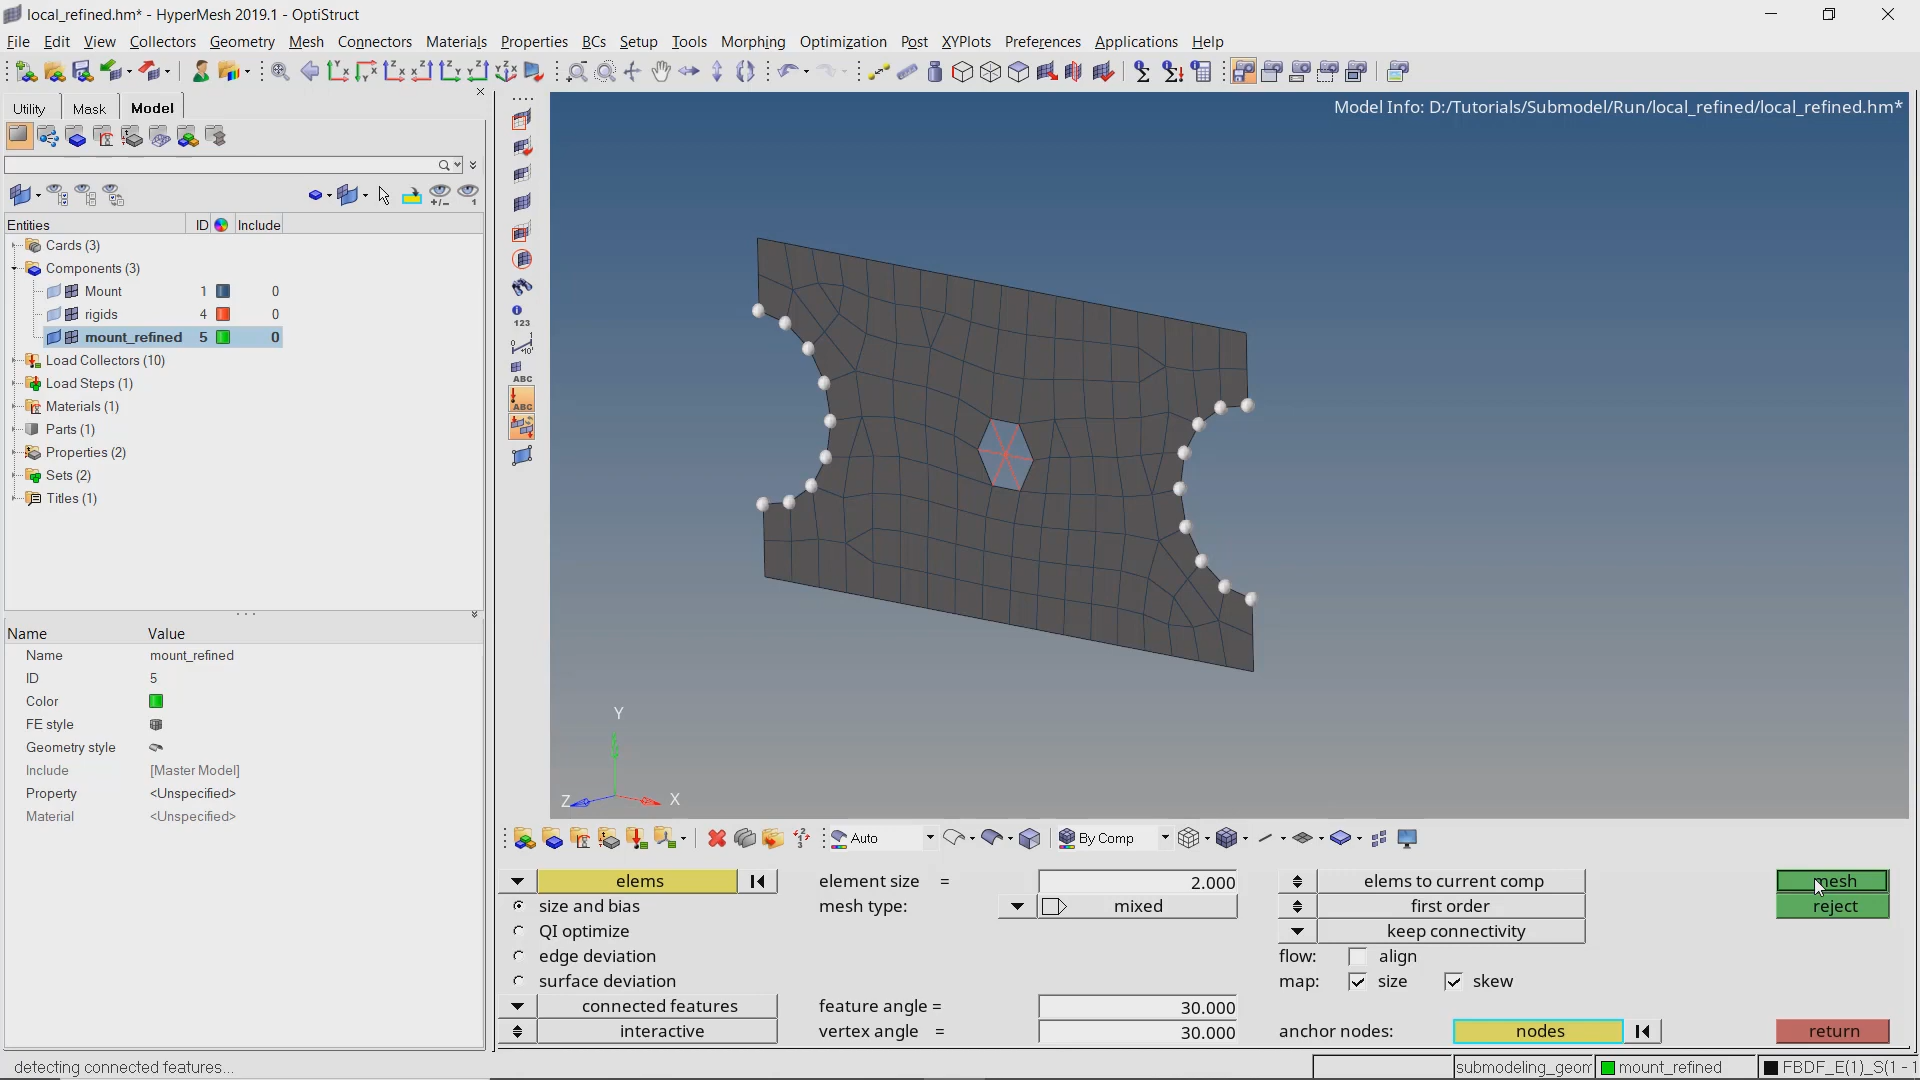 local_refined.hm* - HyperMesh 2019.1 - OptiStruct
File Edit View Collectors Geometry Mesh Connectors Materials Properties BCs Setup Tools Morphing Optimization Post XYPlots Preferences Applications Help
Utility Mask Model
Model Info: D:/Tutorials/Submodel/Run/local_refined/local_refined.hm*
Entities ID Include
Cards (3)
Components (3)
Mount 1 0
rigids 4 0
mount_refined 5 0
Load Collectors (10)
Load Steps (1)
Materials (1)
Parts (1)
Properties (2)
Sets (2)
Titles (1)
123
ABC
ABC
Name Value
Name mount_refined
ID 5
Color
FE style
Geometry style
Include [Master Model]
Property <Unspecified>
Material <Unspecified>
Y
Z X
Auto By Comp
elems element size = 2.000 elems to current comp mesh
size and bias mesh type: mixed first order reject
QI optimize keep connectivity
edge deviation flow: align
surface deviation map: size skew
connected features feature angle = 30.000
interactive vertex angle = 30.000 anchor nodes: nodes return
detecting connected features... submodeling_geom mount_refined FBDF_E(1)_S(1 - 1